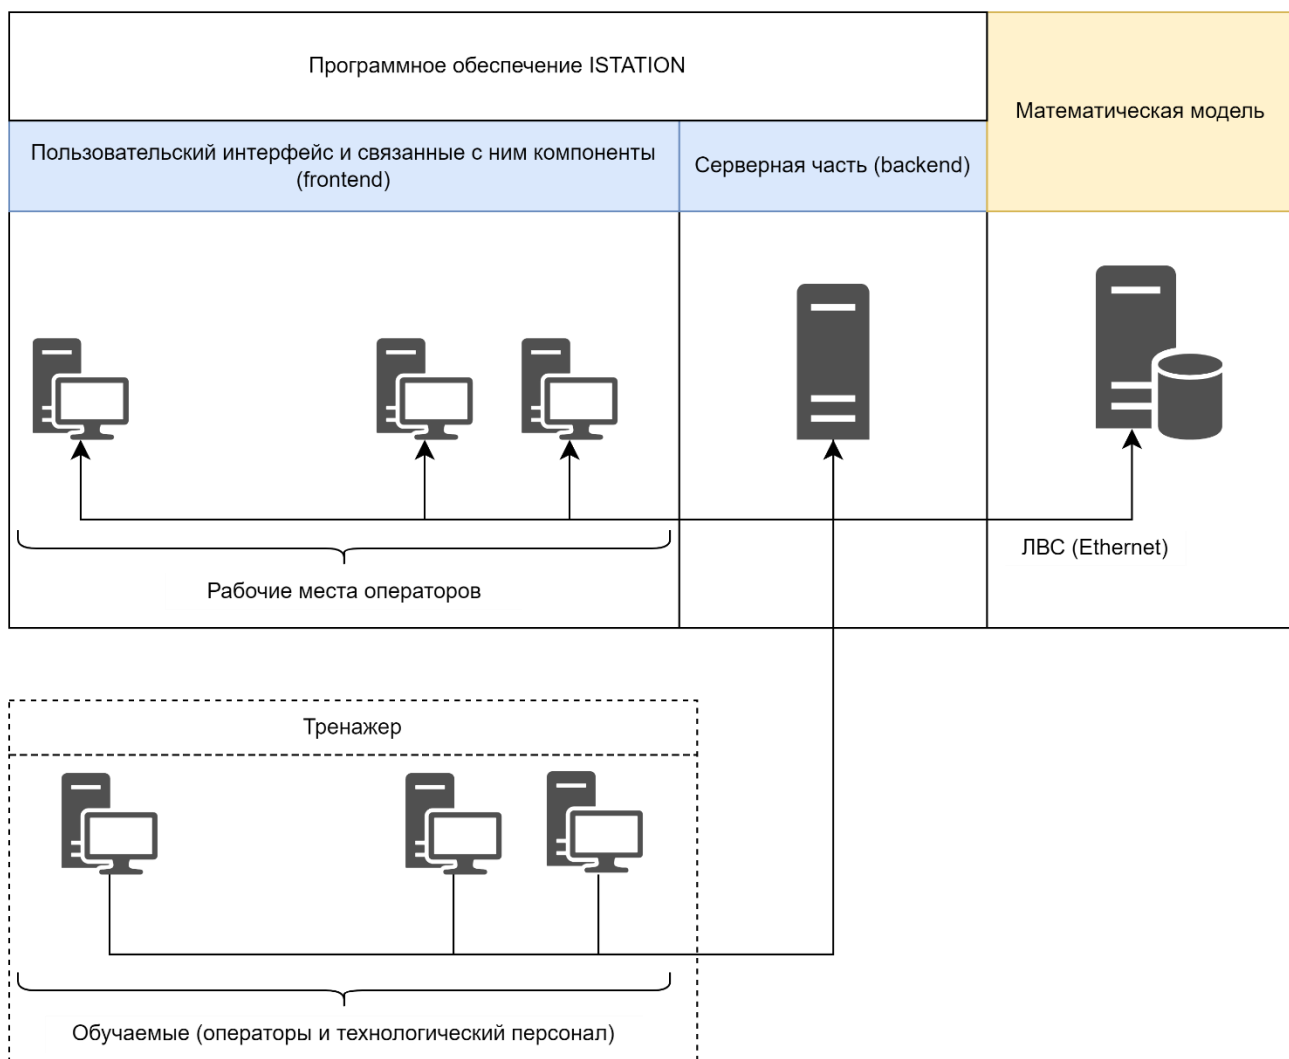 Программное обеспечение ISTATION
Математическая модель
Пользовательский интерфейс и связанные с ним компоненты
(frontend)
Серверная часть (backend)
ЛВС (Ethernet)
Рабочие места операторов
Тренажер
Обучаемые (операторы и технологический персонал)